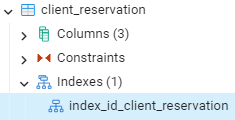 client_reservation
Columns (3)
Constraints
Indexes (1)
index_id_client_reservation